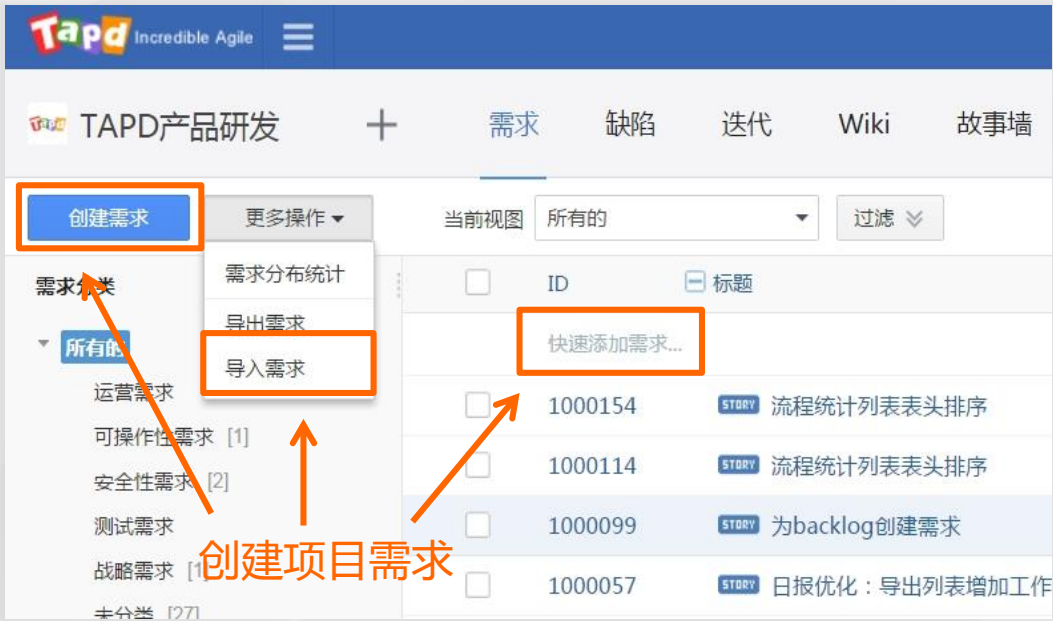 Tapd Incredible Agile
TAPD TAPD产品研发 + 需求 缺陷 迭代 Wiki 故事墙
创建需求 更多操作 当前视图 所有的 过滤
需求分类 需求分布统计 ID 标题
导出需求 快速添加需求...
所有的
导入需求
运营需求 1000154 STORY 流程统计列表表头排序
可操作性需求 [1]
1000114 STORY 流程统计列表表头排序
安全性需求 [2]
测试需求 1000099 STORY 为backlog创建需求
创建项目需求
战略需求 [1]
1000057 STORY 日报优化：导出列表增加工作
未分类 [27]